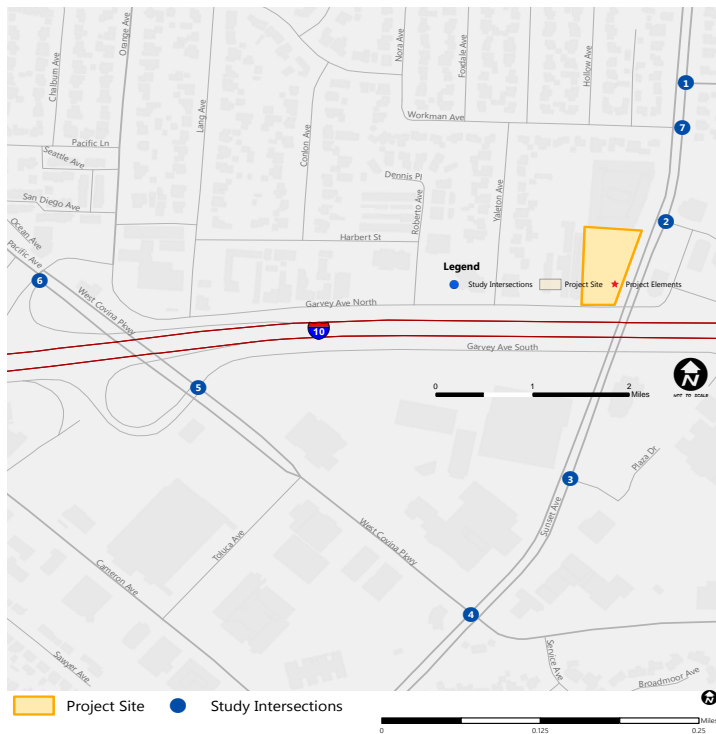 Orange Ave
Chalburn Ave
Nora Ave
Foxdale Ave
Hollow Ave
1
Lang Ave
Conlon Ave
Workman Ave
7
Pacific Ln
Seattle Ave
Dennis Pl
Yaleton Ave
San Diego Ave
Roberto Ave
2
Ocean Ave
Harbert St
Pacific Ave
Legend
6
Study Intersections
Project Site
Project Elements
West Covina Pkwy
Garvey Ave North
10
Garvey Ave South
N
NOT TO SCALE
5
0
1
2
Miles
Plaza Dr
3
Sunset Ave
Toluca Ave
West Covina Pkwy
Cameron Ave
4
Service Ave
Sawyer Ave
Broadmoor Ave
Project Site
Study Intersections
N
Miles
0
0.125
0.25